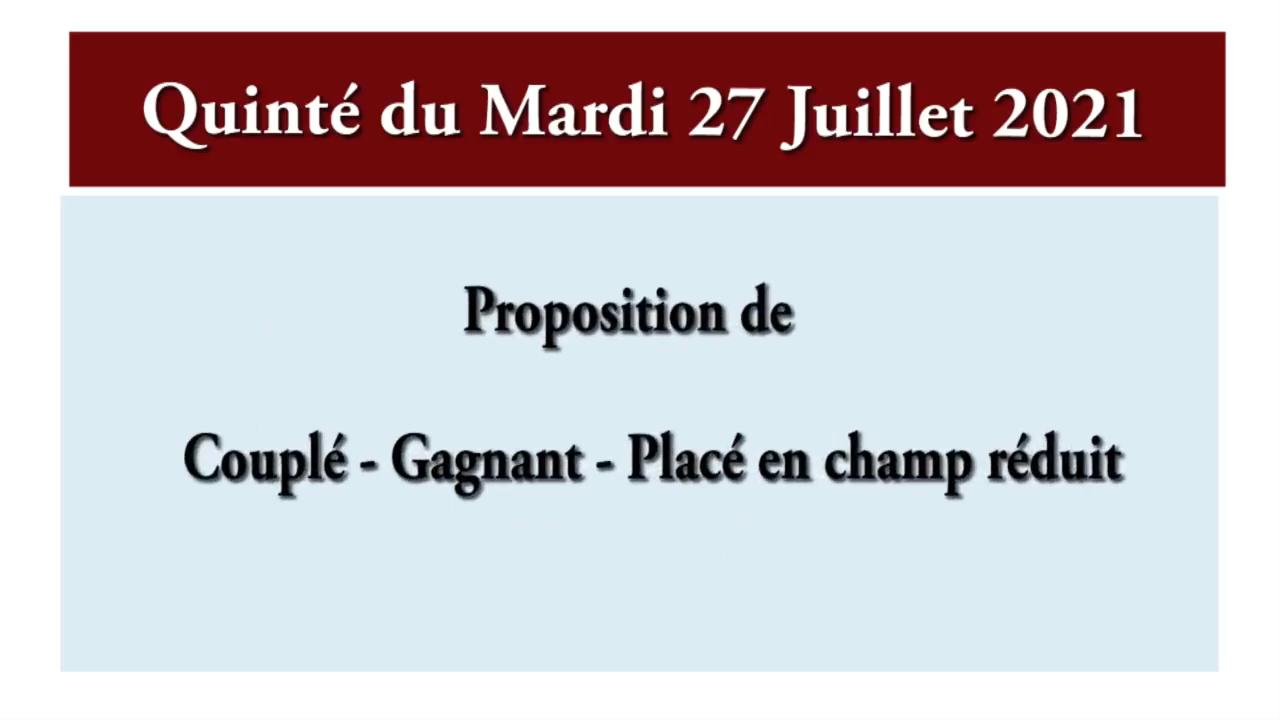 Quinté du Mardi 27 Juillet 2021
Proposition de
Couplé - Gagnant - Placé en champ réduit